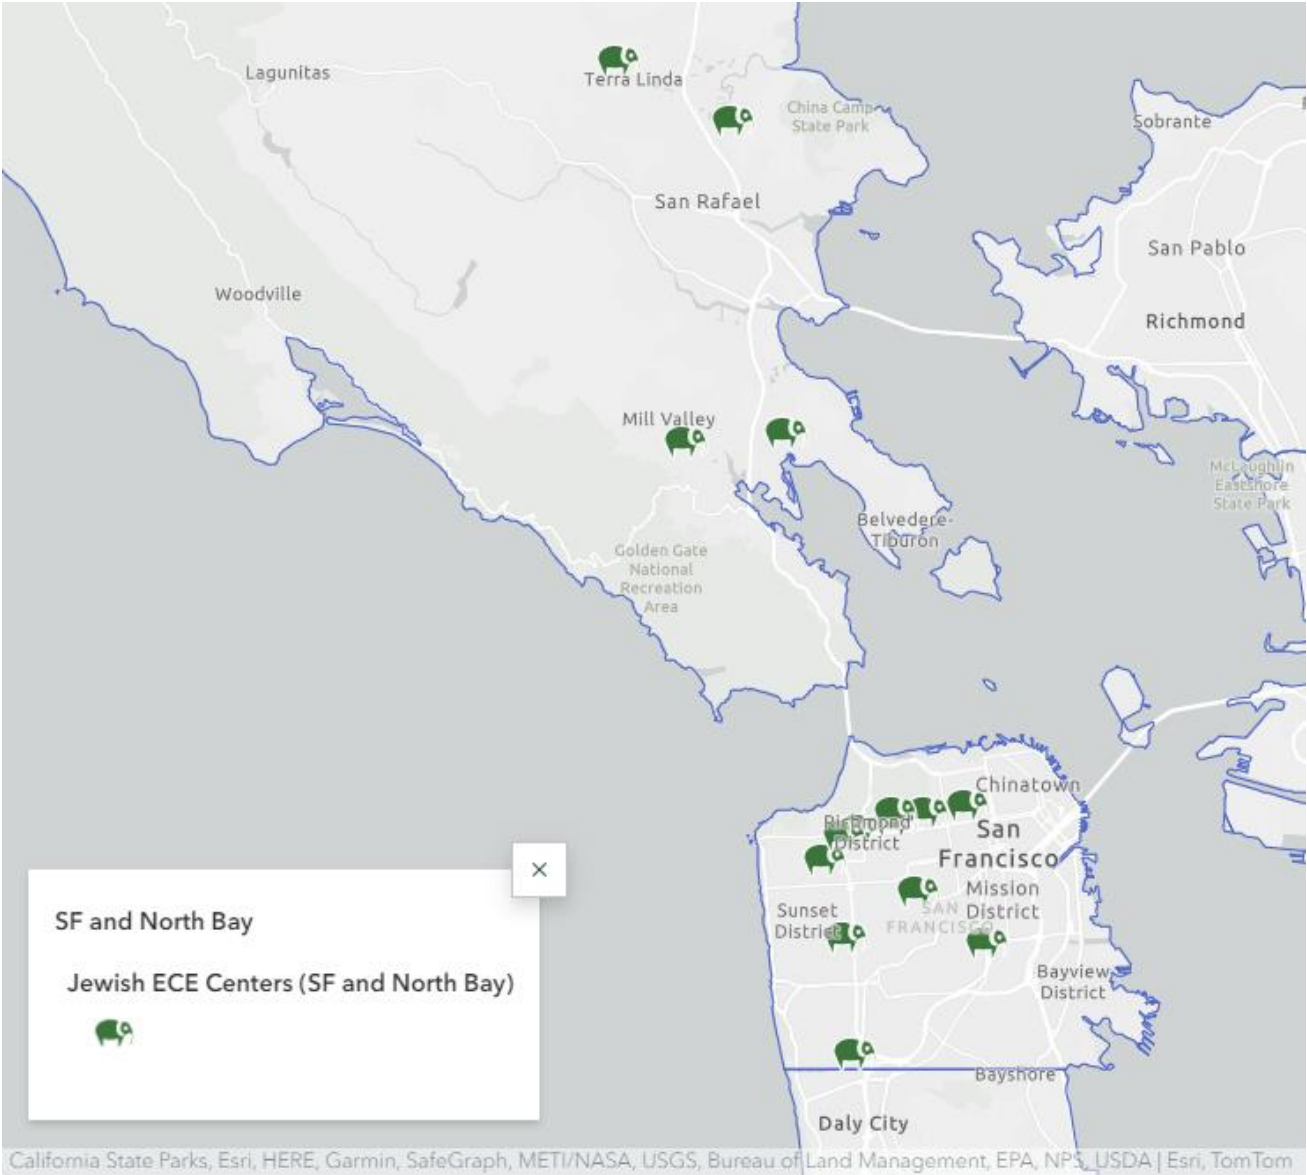 Lagunitas
Terra Linda
China Camp
State Park
Sobrante
San Rafael
San Pablo
Woodville
Richmond
Mill Valley
McLaughlin
Eastshore
State Park
Belvedere-
Tiburon
Golden Gate
National
Recreation
Area
Chinatown
Richmond
District
San
Francisco
Mission
District
Sunset
District
SAN
FRANCISCO
Bayview
District
Bayshore
Daly City
SF and North Bay
Jewish ECE Centers (SF and North Bay)
California State Parks, Esri, HERE, Garmin, SafeGraph, METI/NASA, USGS, Bureau of Land Management, EPA, NPS, USDA | Esri, TomTom